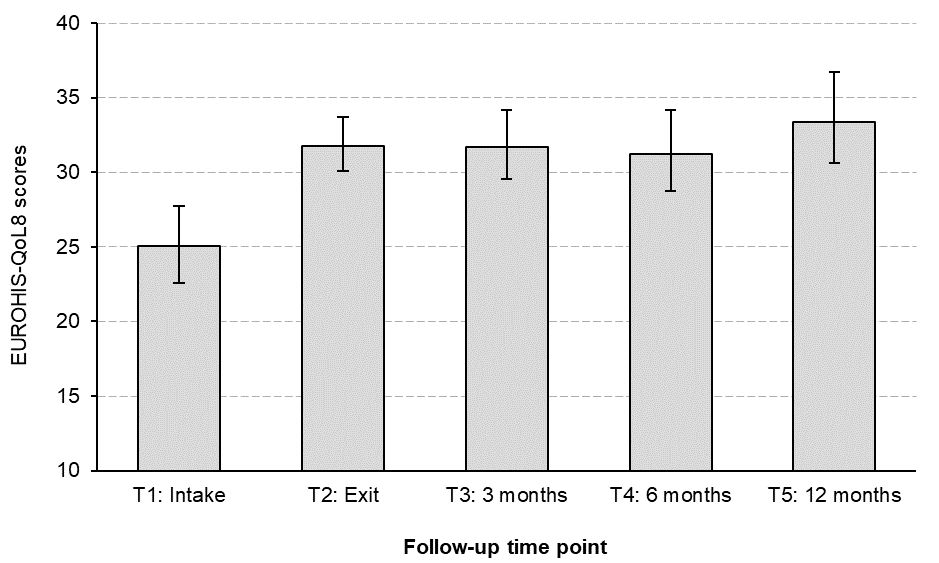 40
35
30
25
20
15
10
EUROHIS-QoL8 scores
T1: Intake
T2: Exit
T3: 3 months
T4: 6 months
T5: 12 months
Follow-up time point